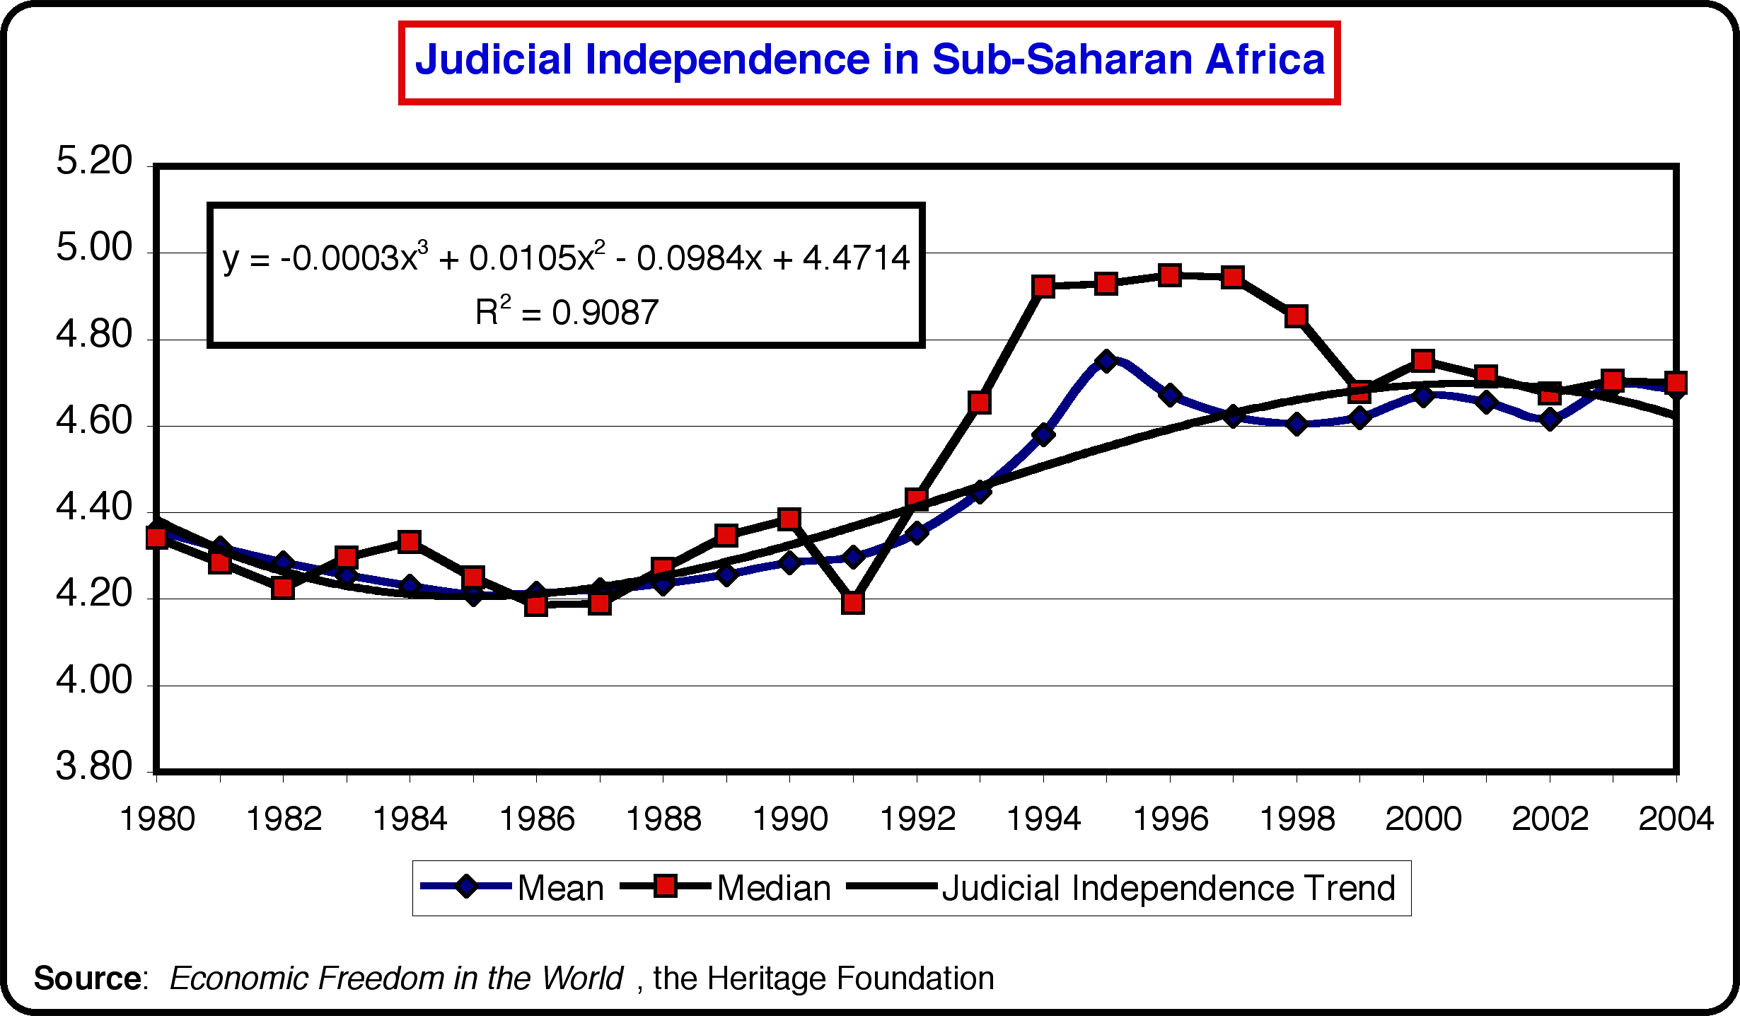 Judicial Independence in Sub-Saharan Africa
5.20
5.00
4.80
4.60
4.40
4.20
4.00
3.80
y = -0.0003x³ + 0.0105x² - 0.0984x + 4.4714
R² = 0.9087
1980 1982 1984 1986 1988 1990 1992 1994 1996 1998 2000 2002 2004
Mean Median Judicial Independence Trend
Source: Economic Freedom in the World , the Heritage Foundation